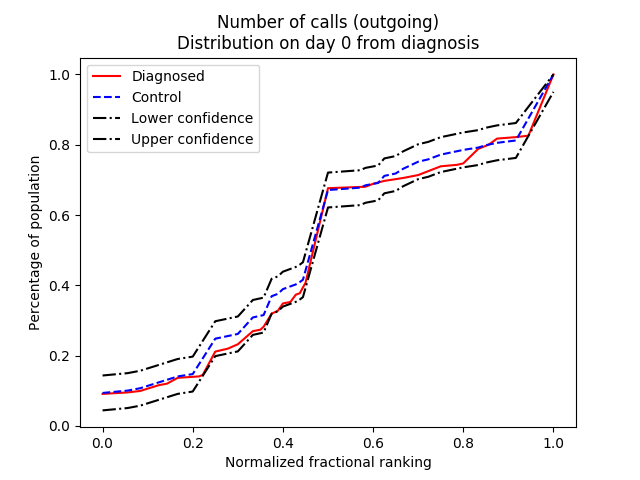 Number of calls (outgoing)
Distribution on day 0 from diagnosis
Diagnosed
Control
Lower confidence
Upper confidence
Percentage of population
1.0
0.8
0.6
0.4
0.2
0.0
0.0 0.2 0.4 0.6 0.8 1.0
Normalized fractional ranking